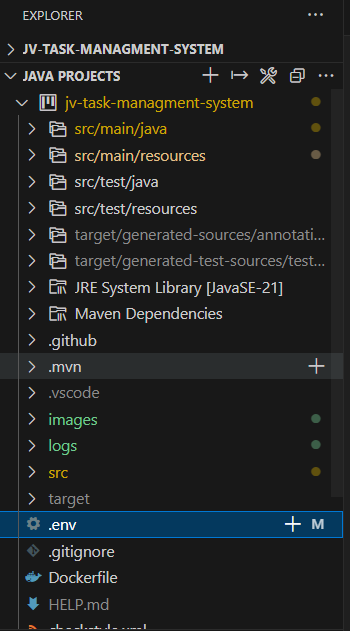 EXPLORER
JV-TASK-MANAGMENT-SYSTEM
JAVA PROJECTS
jv-task-managment-system
src/main/java
src/main/resources
src/test/java
src/test/resources
target/generated-sources/annotati...
target/generated-test-sources/test...
JRE System Library [JavaSE-21]
Maven Dependencies
.github
.mvn
.vscode
images
logs
src
target
.env M
.gitignore
Dockerfile
HELP.md
checkstyle.xml